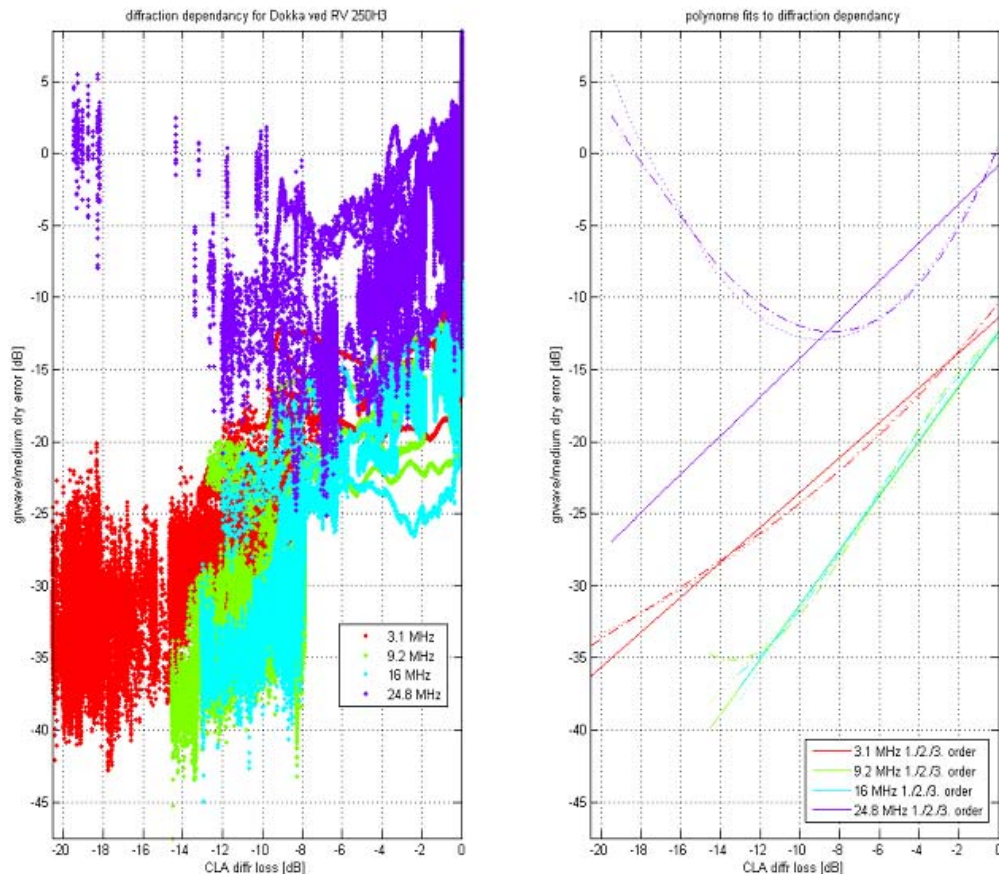 diffraction dependancy for Dokka ved RV 250H3
5
0
-5
-10
-15
-20
-25
-30
-35
-40
-45
grwave/medium dry error [dB]
3.1 MHz
9.2 MHz
16 MHz
24.8 MHz
-20 -18 -16 -14 -12 -10 -8 -6 -4 -2 0
CLA diffr loss [dB]
polynome fits to diffraction dependancy
5
0
-5
-10
-15
-20
-25
-30
-35
-40
-45
grwave/medium dry error [dB]
3.1 MHz 1./2./3. order
9.2 MHz 1./2./3. order
16 MHz 1./2./3. order
24.8 MHz 1./2./3. order
-20 -18 -16 -14 -12 -10 -8 -6 -4 -2 0
CLA diffr loss [dB]